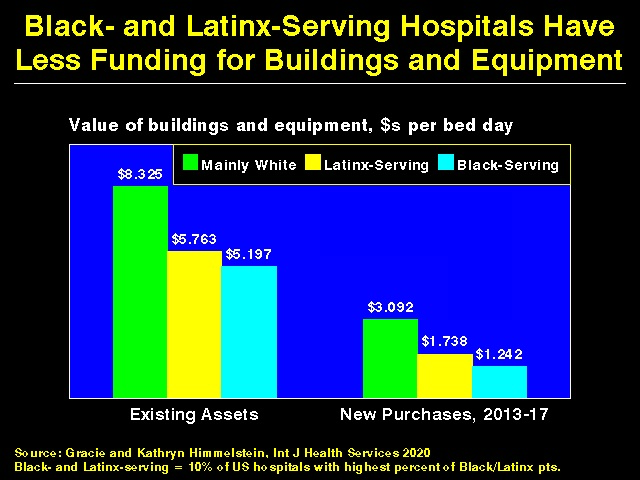 Black- and Latinx-Serving Hospitals Have
Less Funding for Buildings and Equipment
Value of buildings and equipment, $s per bed day
Mainly White Latinx-Serving Black-Serving
$8.325
$5.763
$5.197
$3.092
$1.738
$1.242
Existing Assets New Purchases, 2013-17
Source: Gracie and Kathryn Himmelstein, Int J Health Services 2020
Black- and Latinx-serving = 10% of US hospitals with highest percent of Black/Latinx pts.